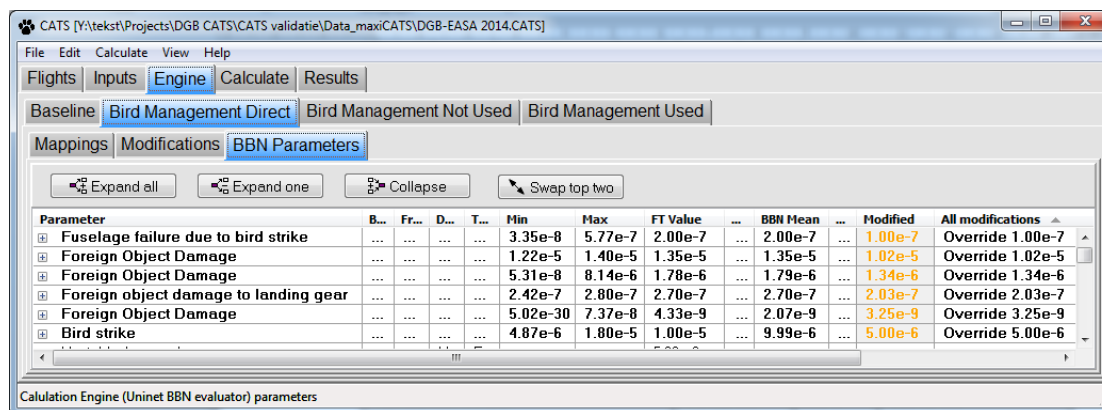 CATS [Y:\tekst\Projects\DGB CATS\CATS validatie\Data_maxiCATS\DGB-EASA 2014.CATS]
File Edit Calculate View Help
Flights Inputs Engine Calculate Results
Baseline Bird Management Direct Bird Management Not Used Bird Management Used
Mappings Modifications BBN Parameters
Expand all Expand one Collapse Swap top two
Parameter B... Fr... D... T... Min Max FT Value ... BBN Mean ... Modified All modifications
Fuselage failure due to bird strike ... ... ... ... 3.35e-8 5.77e-7 2.00e-7 ... 2.00e-7 ... 1.00e-7 Override 1.00e-7
Foreign Object Damage ... ... ... ... 1.22e-5 1.40e-5 1.35e-5 ... 1.35e-5 ... 1.02e-5 Override 1.02e-5
Foreign Object Damage ... ... ... ... 5.31e-8 8.14e-6 1.78e-6 ... 1.79e-6 ... 1.34e-6 Override 1.34e-6
Foreign object damage to landing gear ... ... ... ... 2.42e-7 2.80e-7 2.70e-7 ... 2.70e-7 ... 2.03e-7 Override 2.03e-7
Foreign Object Damage ... ... ... ... 5.02e-30 7.37e-8 4.33e-9 ... 2.07e-9 ... 3.25e-9 Override 3.25e-9
Bird strike ... ... ... ... 4.87e-6 1.80e-5 1.00e-5 ... 9.99e-6 ... 5.00e-6 Override 5.00e-6
Calulation Engine (Uninet BBN evaluator) parameters